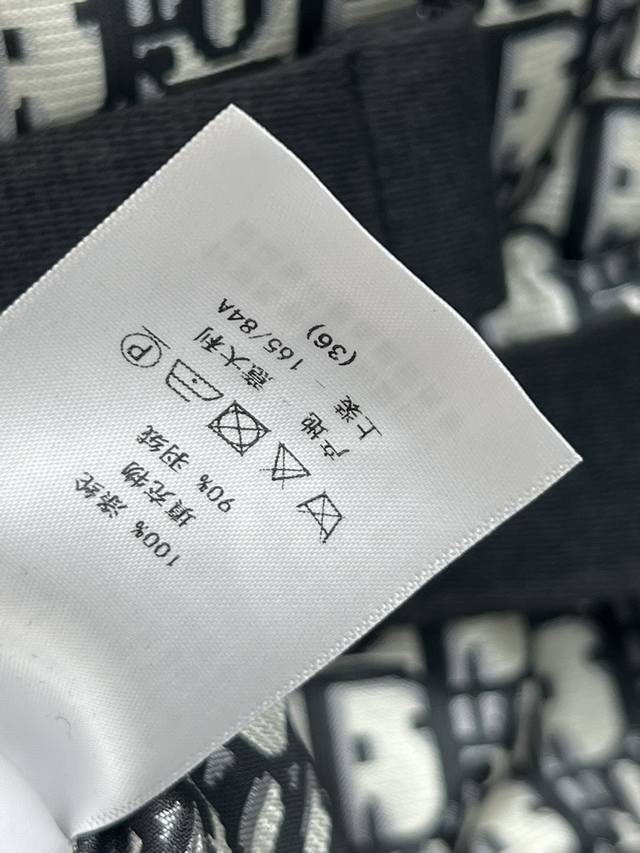 上装 165/84A
(36)
产地 意大利
100% 涤纶
填充物
90% 羽绒